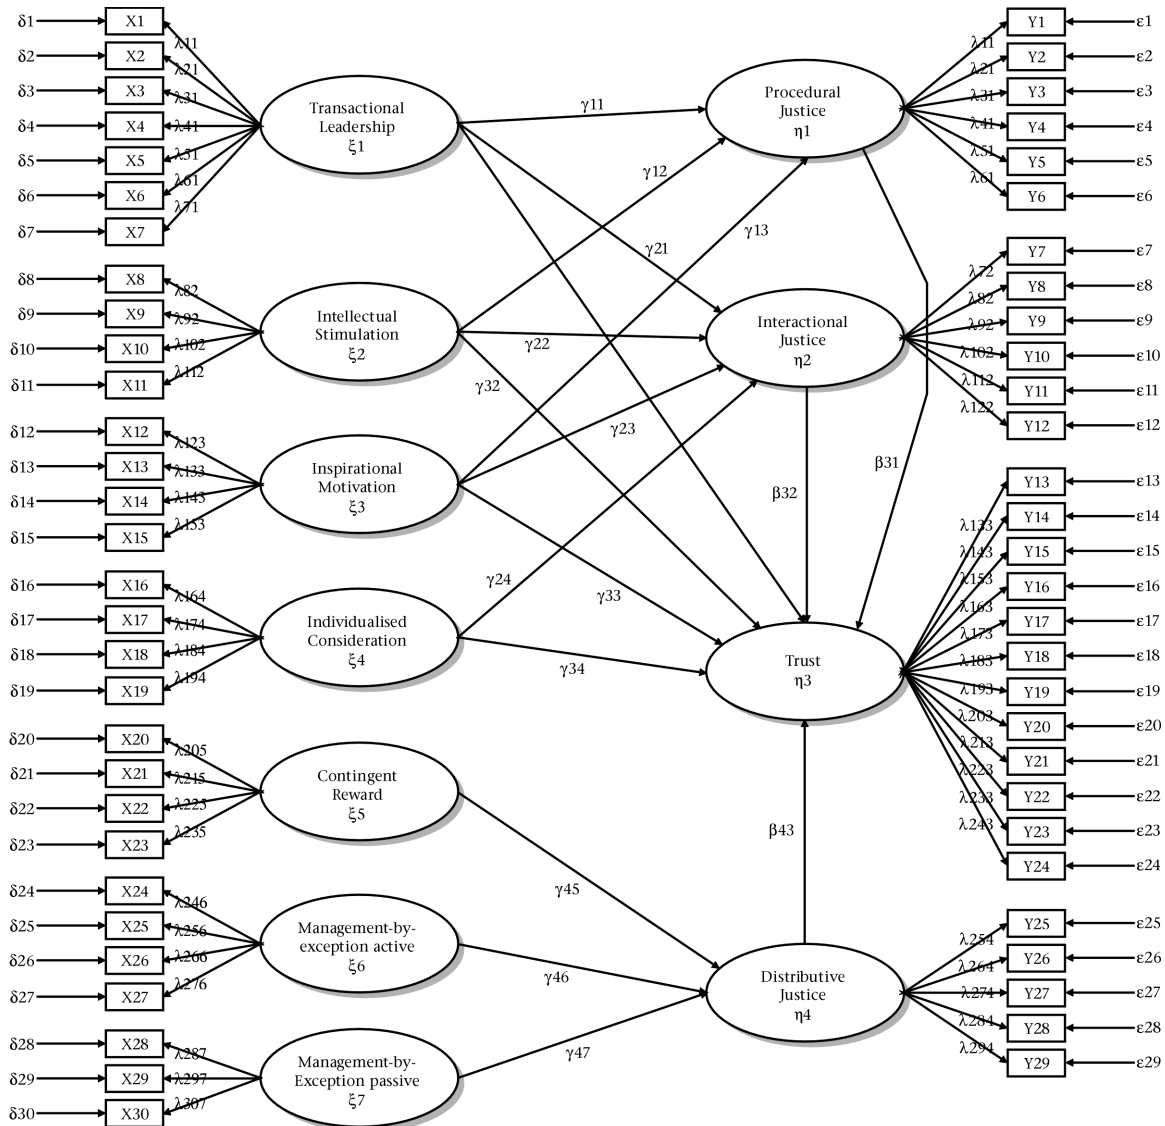 δ1
X1
λ11
δ2
X2
λ21
δ3
X3
λ31
δ4
X4
λ41
δ5
X5
λ51
δ6
X6
λ61
δ7
X7
λ71
Transactional
Leadership
ξ1
δ8
X8
λ82
δ9
X9
λ92
δ10
X10
λ102
δ11
X11
λ112
Intellectual
Stimulation
ξ2
δ12
X12
λ123
δ13
X13
λ133
δ14
X14
λ143
δ15
X15
λ153
Inspirational
Motivation
ξ3
δ16
X16
λ164
δ17
X17
λ174
δ18
X18
λ184
δ19
X19
λ194
Individualised
Consideration
ξ4
δ20
X20
λ205
δ21
X21
λ215
δ22
X22
λ225
δ23
X23
λ235
Contingent
Reward
ξ5
δ24
X24
λ246
δ25
X25
λ256
δ26
X26
λ266
δ27
X27
λ276
Management-by-
exception active
ξ6
δ28
X28
λ287
δ29
X29
λ297
δ30
X30
λ307
Management-by-
Exception passive
ξ7
γ11
γ12
γ13
γ21
γ22
γ32
γ23
γ24
γ33
γ34
γ45
γ46
γ47
β31
β32
β43
Procedural
Justice
η1
λ11
Y1
ε1
λ21
Y2
ε2
λ31
Y3
ε3
λ41
Y4
ε4
λ51
Y5
ε5
λ61
Y6
ε6
Interactional
Justice
η2
λ72
Y7
ε7
λ82
Y8
ε8
λ92
Y9
ε9
λ102
Y10
ε10
λ112
Y11
ε11
λ122
Y12
ε12
Trust
η3
λ133
Y13
ε13
λ143
Y14
ε14
λ153
Y15
ε15
λ163
Y16
ε16
λ173
Y17
ε17
λ183
Y18
ε18
λ193
Y19
ε19
λ203
Y20
ε20
λ213
Y21
ε21
λ223
Y22
ε22
λ233
Y23
ε23
λ243
Y24
ε24
Distributive
Justice
η4
λ254
Y25
ε25
λ264
Y26
ε26
λ274
Y27
ε27
λ284
Y28
ε28
λ294
Y29
ε29